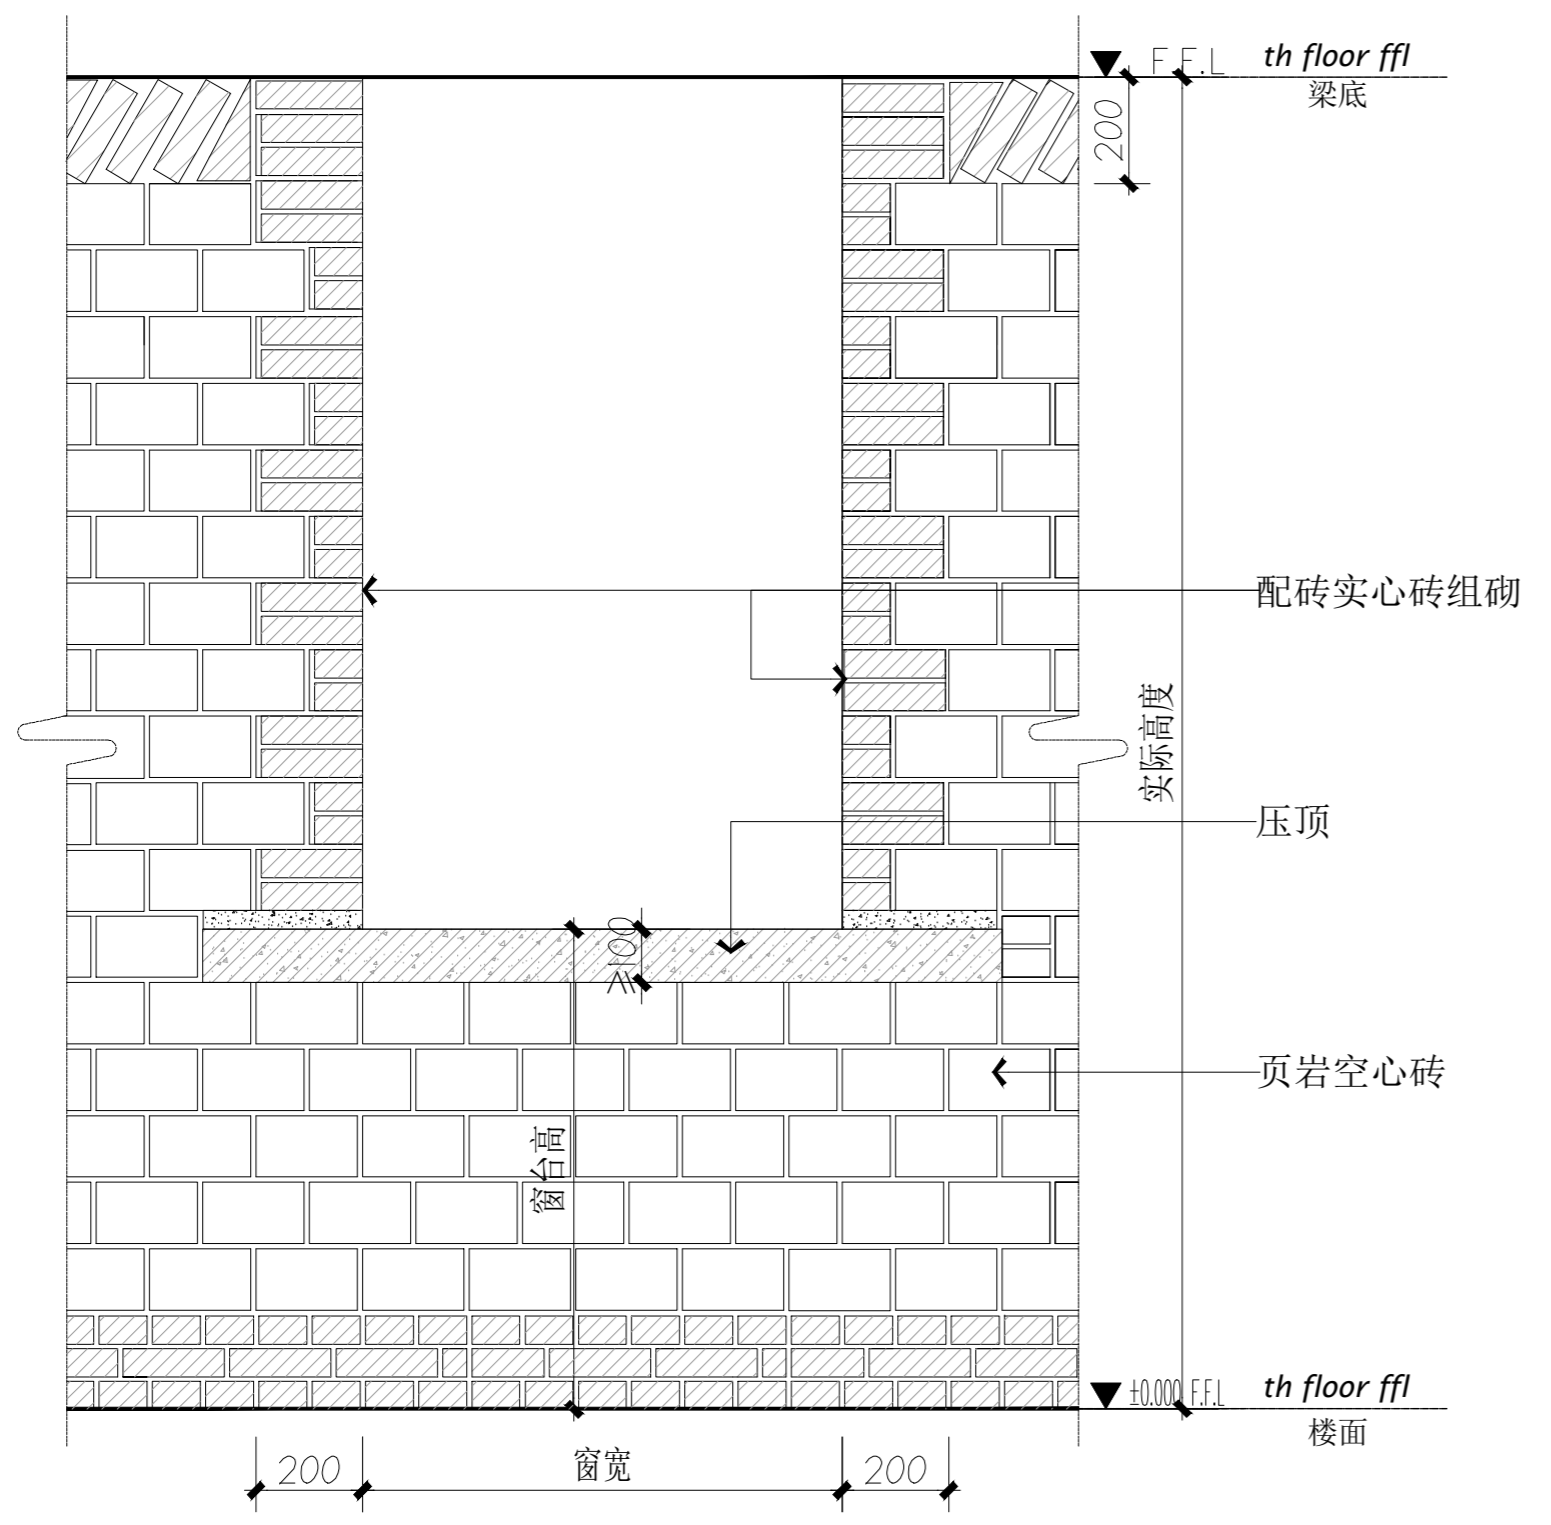 F.F.L th floor ffl
梁底
200
配砖实心砖组砌
实际高度
压顶
≥100
页岩空心砖
窗台高
±0.000 F.F.L th floor ffl
楼面
200 窗宽 200